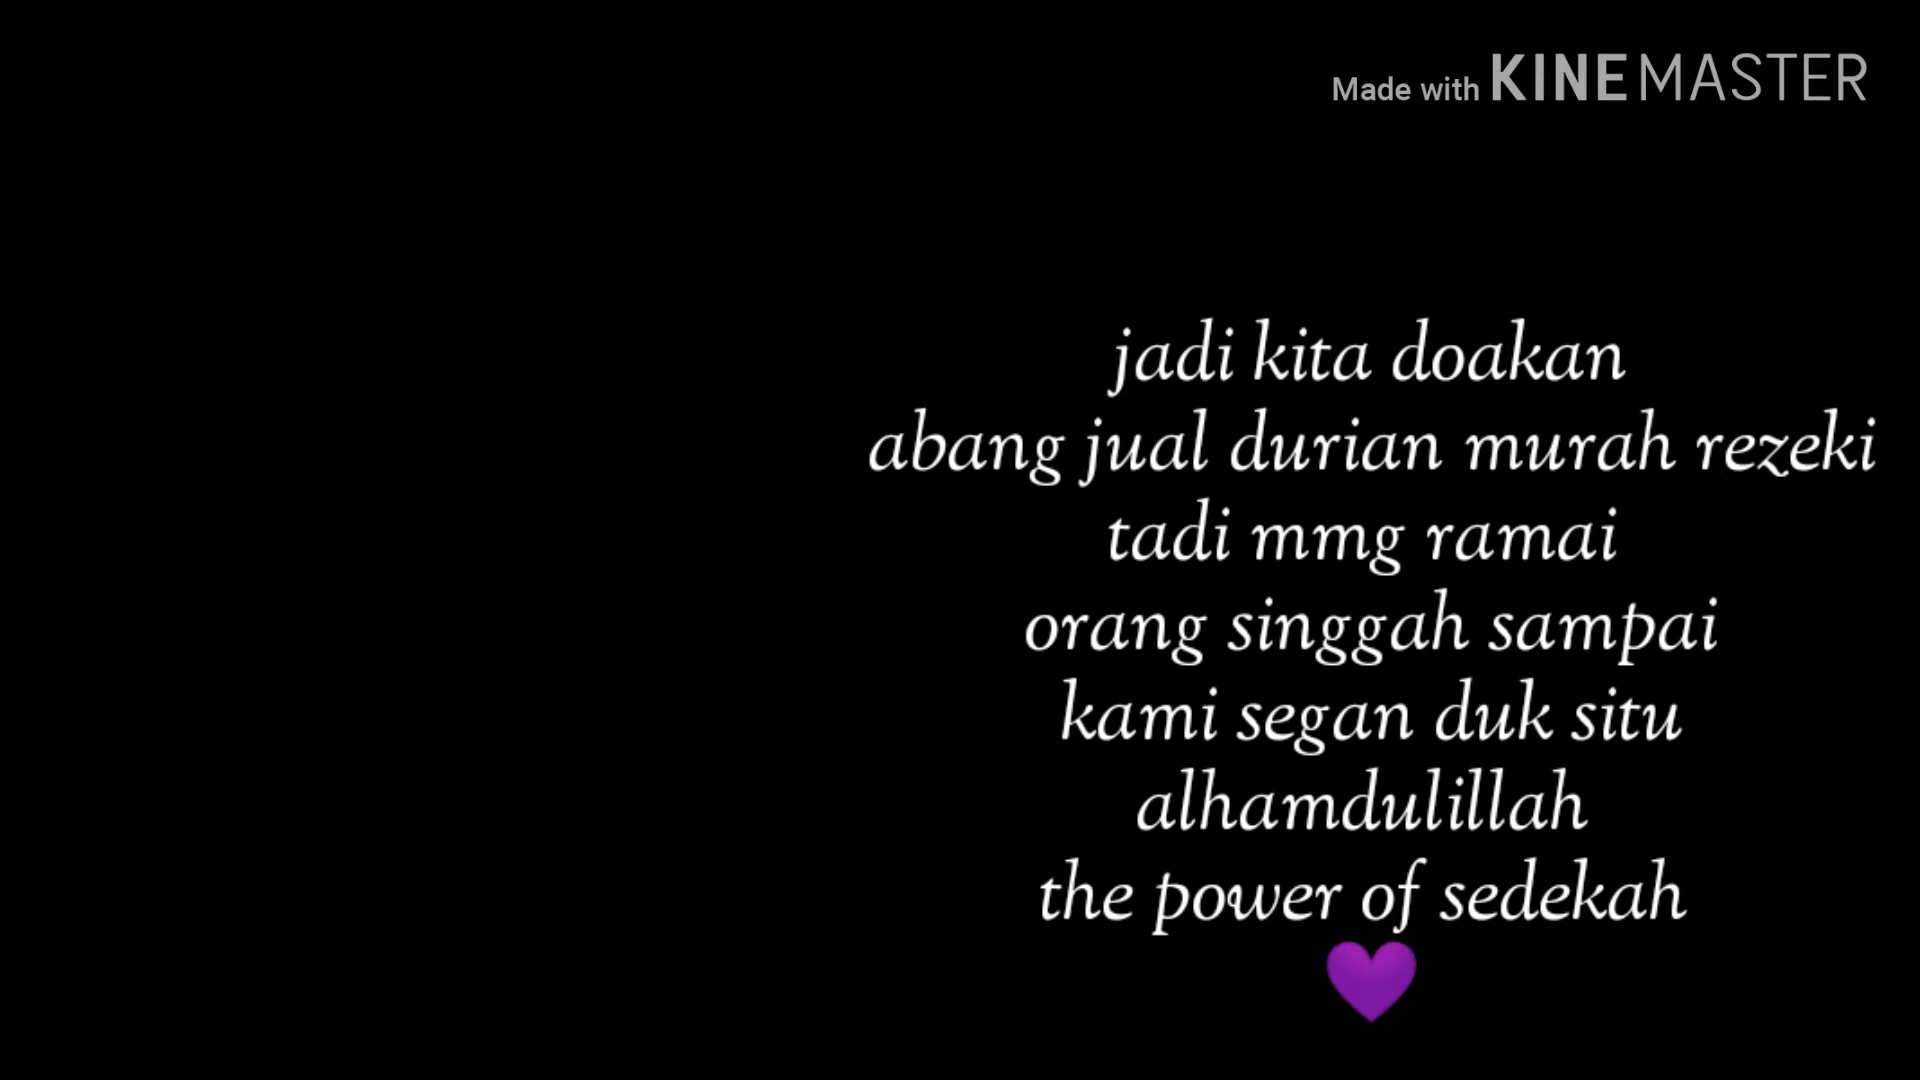 Made with KINEMASTER
jadi kita doakan
abang jual durian murah rezeki
tadi mmg ramai
orang singgah sampai
kami segan duk situ
alhamdulillah
the power of sedekah
💜